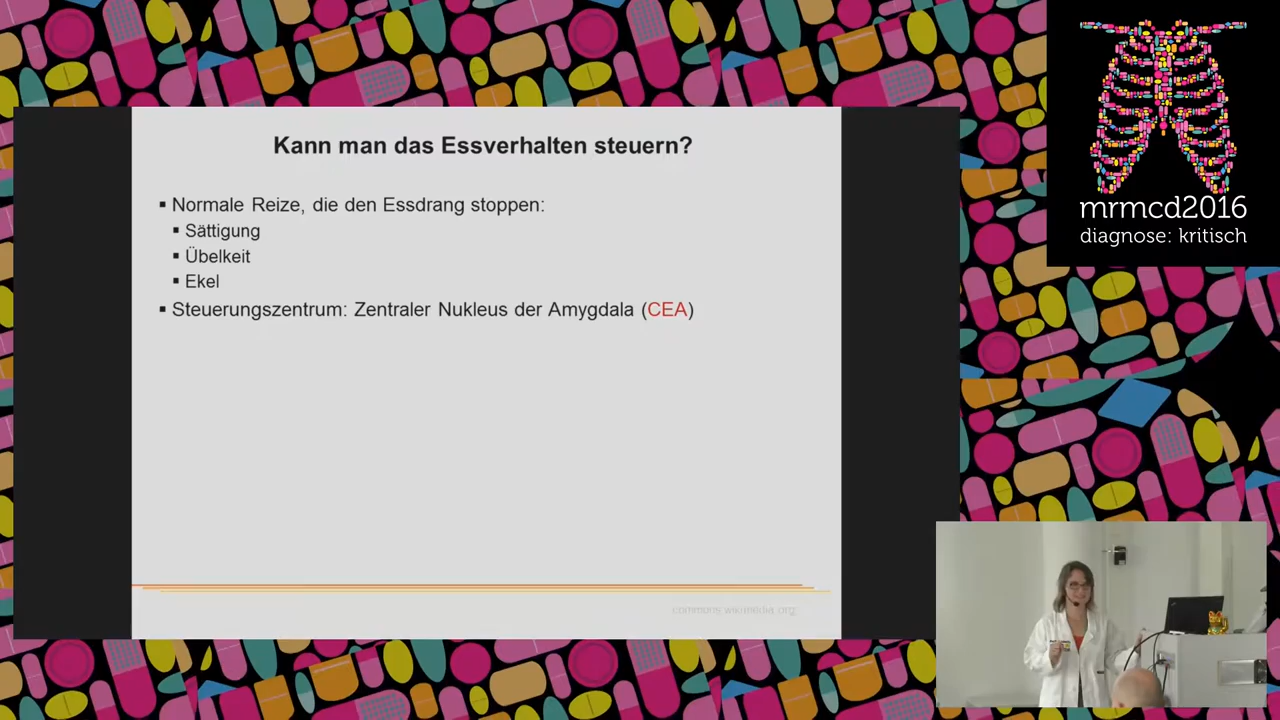 Kann man das Essverhalten steuern?
▪ Normale Reize, die den Essdrang stoppen:
▪ Sättigung
▪ Übelkeit
▪ Ekel
▪ Steuerungszentrum: Zentraler Nukleus der Amygdala (CEA)
commons.wikimedia.org
mrmcd2016
diagnose: kritisch